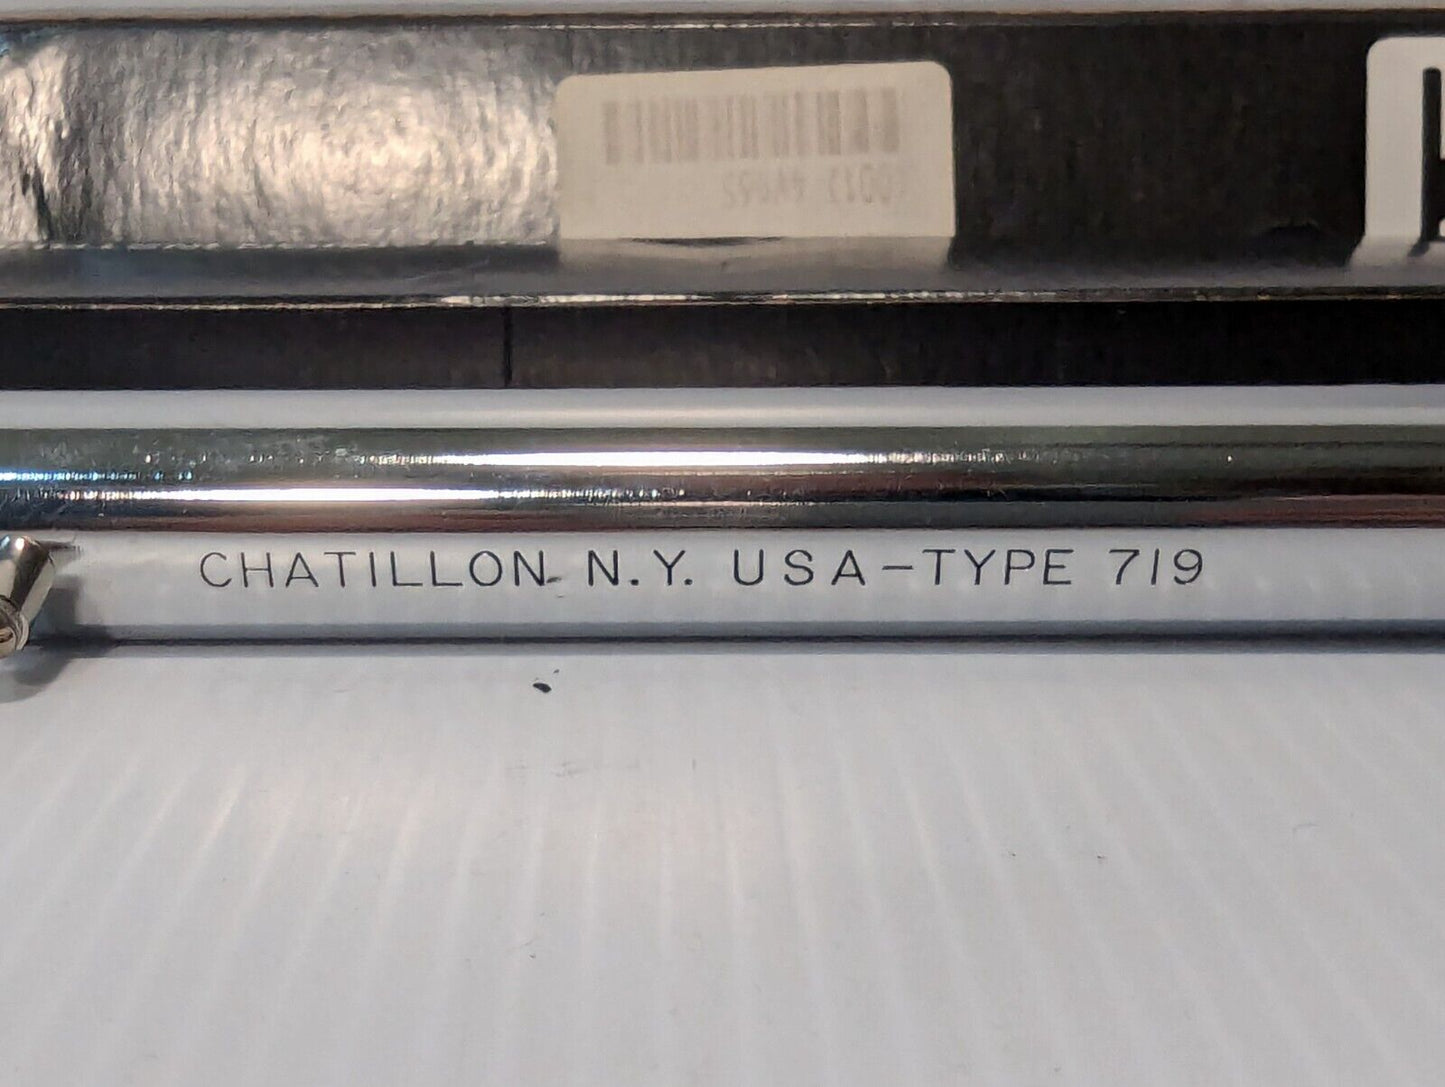 CHATILLON N.Y. USA-TYPE 719